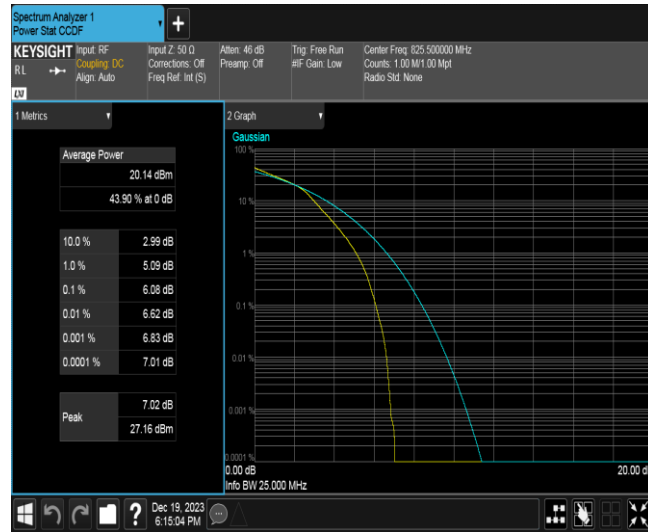 Spectrum Analyzer 1
Power Stat CCDF
+
KEYSIGHT
RL
LXI
Input: RF
Coupling: DC
Align: Auto
Input Z: 50 Ω
Corrections: Off
Freq Ref: Int (S)
Atten: 46 dB
Preamp: Off
Trig: Free Run
#IF Gain: Low
Center Freq: 825.500000 MHz
Counts: 1.00 M/1.00 Mpt
Radio Std: None
1 Metrics
Average Power
20.14 dBm
43.90 % at 0 dB
10.0 % 2.99 dB
1.0 % 5.09 dB
0.1 % 6.08 dB
0.01 % 6.62 dB
0.001 % 6.83 dB
0.0001 % 7.01 dB
Peak
7.02 dB
27.16 dBm
2 Graph
Gaussian
100 %
10 %
1 %
0.1 %
0.01 %
0.001 %
0.0001 %
0.00 dB
20.00 d
Info BW 25.000 MHz
?
Dec 19, 2023
6:15:04 PM